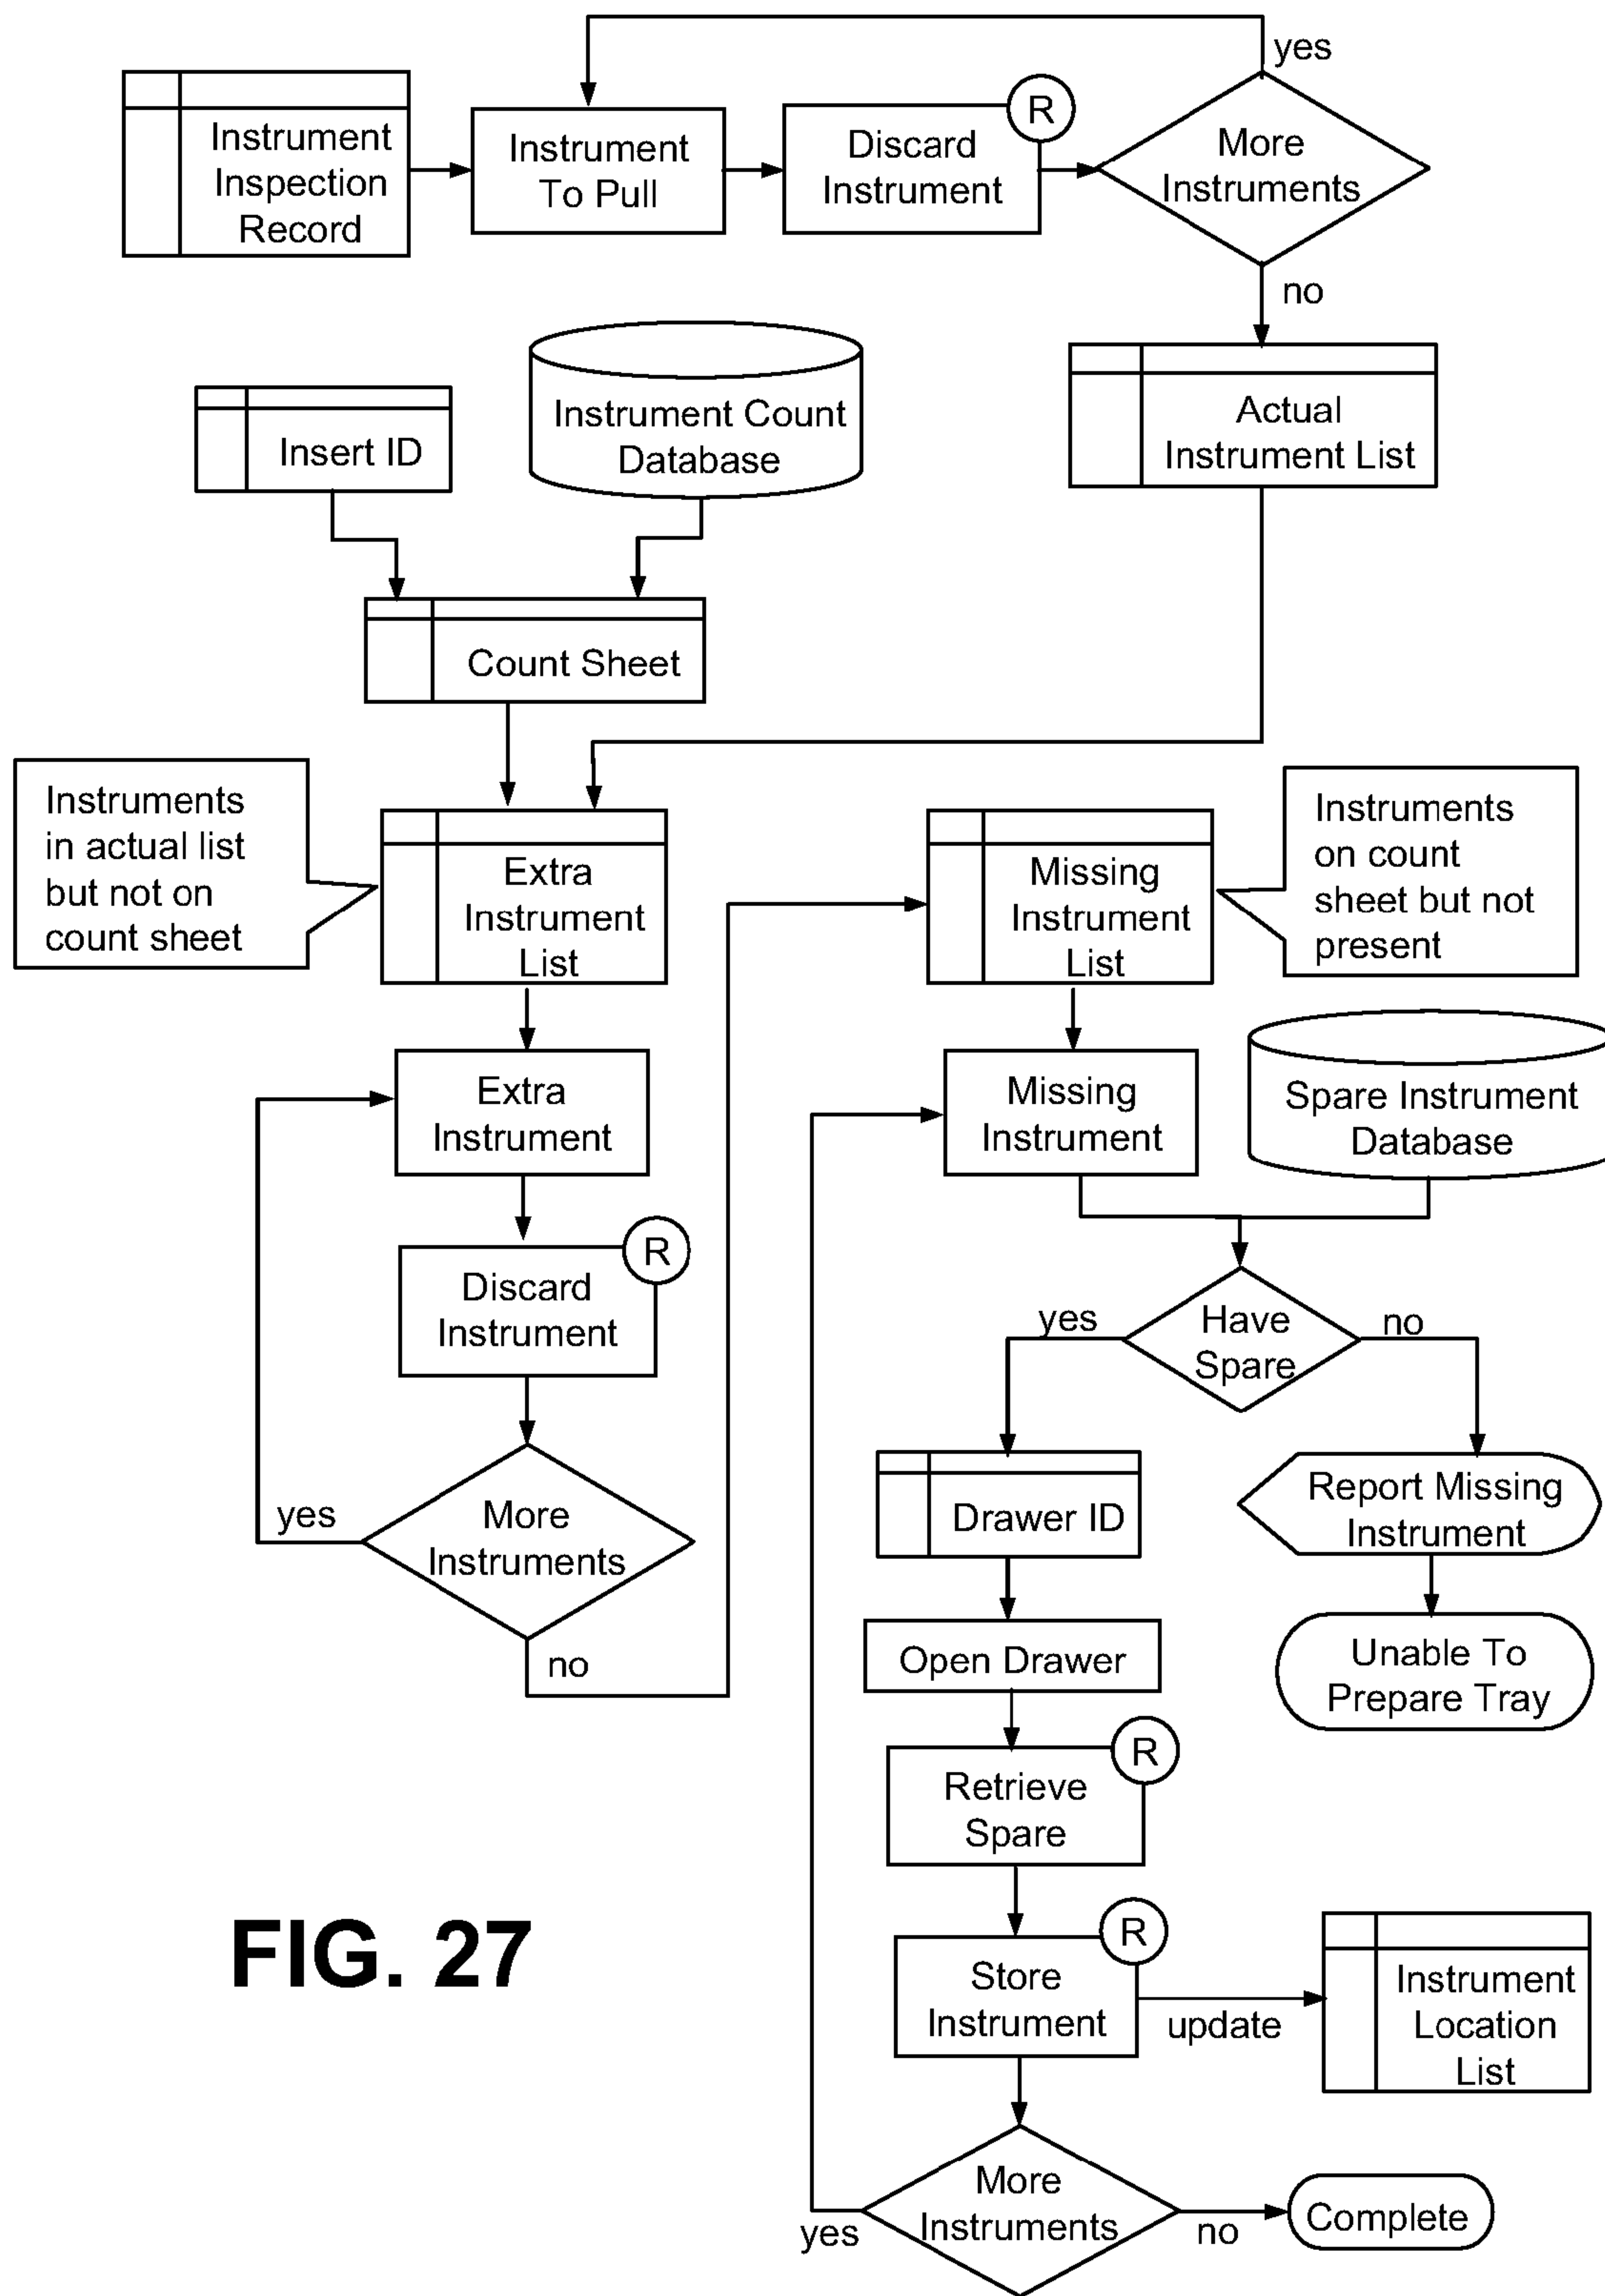 yes
Instrument
Inspection
Record
Instrument
To Pull
Discard
Instrument
R
More
Instruments
no
Insert ID
Instrument Count
Database
Actual
Instrument List
Count Sheet
Instruments
in actual list
but not on
count sheet
Extra
Instrument
List
Missing
Instrument
List
Instruments
on count
sheet but not
present
Extra
Instrument
Missing
Instrument
Spare Instrument
Database
Discard
Instrument
R
yes
Have
Spare
no
More
Instruments
yes
no
Drawer ID
Report Missing
Instrument
Open Drawer
Unable To
Prepare Tray
Retrieve
Spare
R
Store
Instrument
R
update
Instrument
Location
List
More
Instruments
yes
no
Complete
FIG. 27